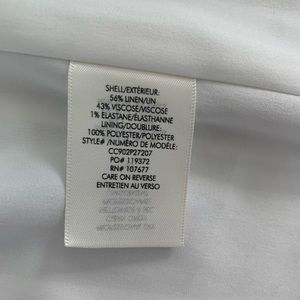 SHELL/EXTÉRIEUR:
56% LINEN/LIN
43% VISCOSE/VISCOSE
1% ELASTANE/ÉLASTHANNE
LINING/DOUBLURE:
100% POLYESTER/POLYESTER
STYLE# /NUMÉRO DE MODÈLE:
CC902P27207
PO# 119372
RN# 107677
CARE ON REVERSE
ENTRETIEN AU VERSO